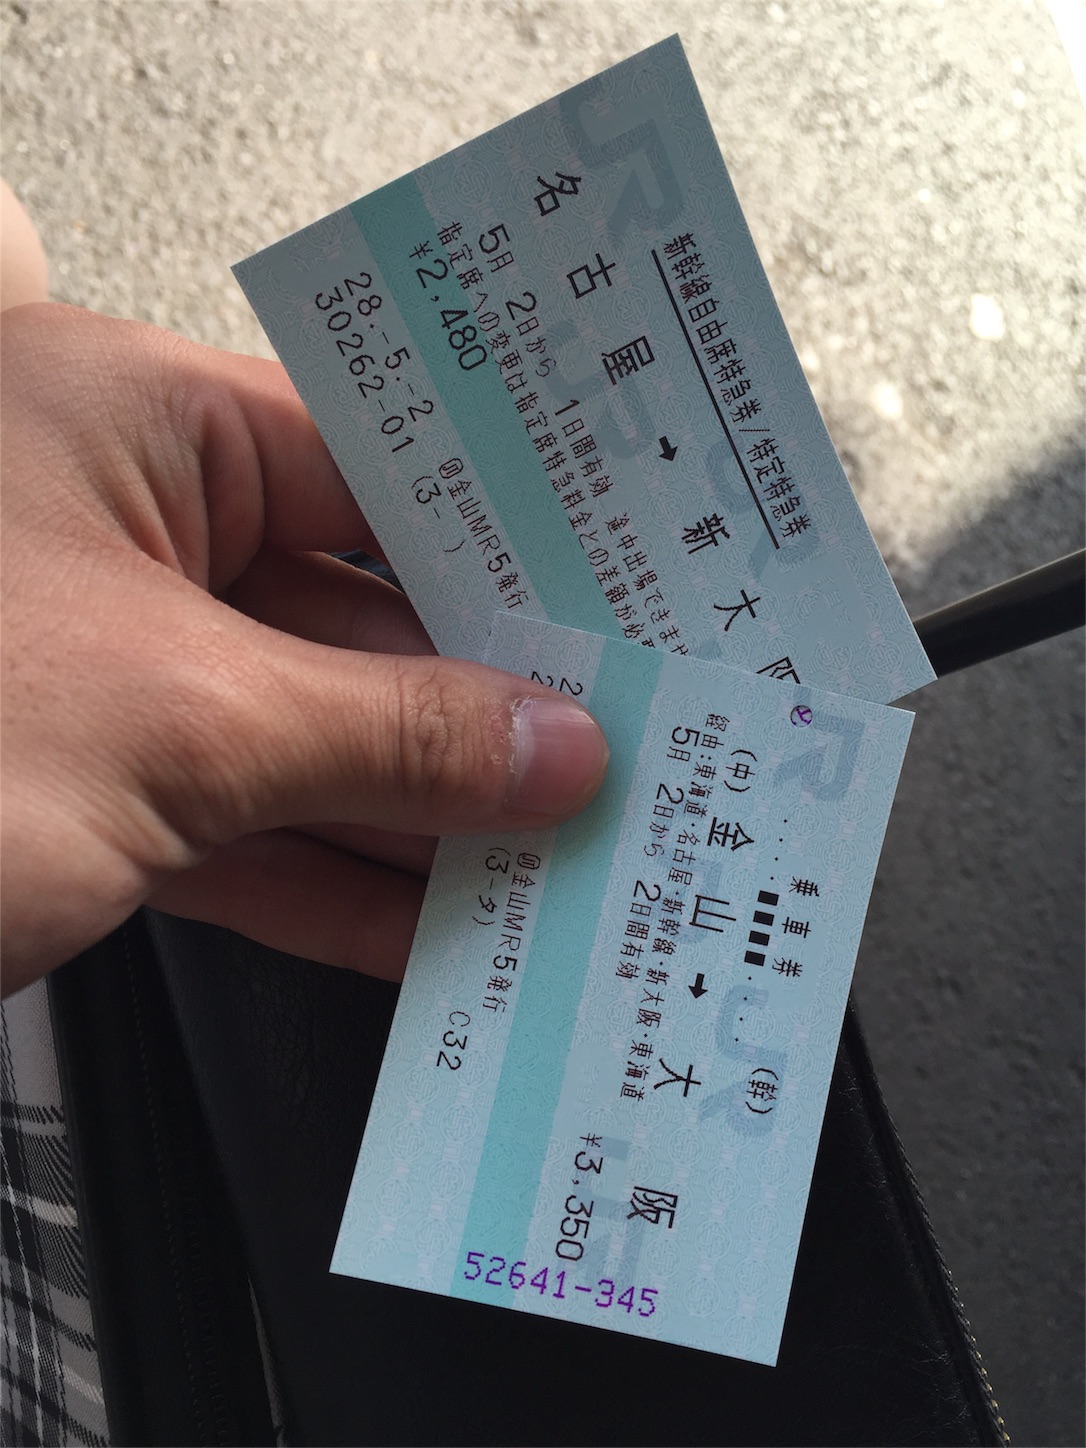 新幹線自由席特急券/特定特急券
名古屋➡新大阪
5月 2日から 1日間有効 途中出場できませ
指定席への変更は指定席特急料金との差額が必
¥2,480
28.-5.-2 金山MR5発行
30262-01 (3- )
乗車券
(中)金山➡大阪(幹)
経由:東海道・名古屋・新幹線・新大阪・東海道
5月 2日から 2日間有効 ¥3,350
2 金山MR5発行
2 (3-タ) C32
52641-345